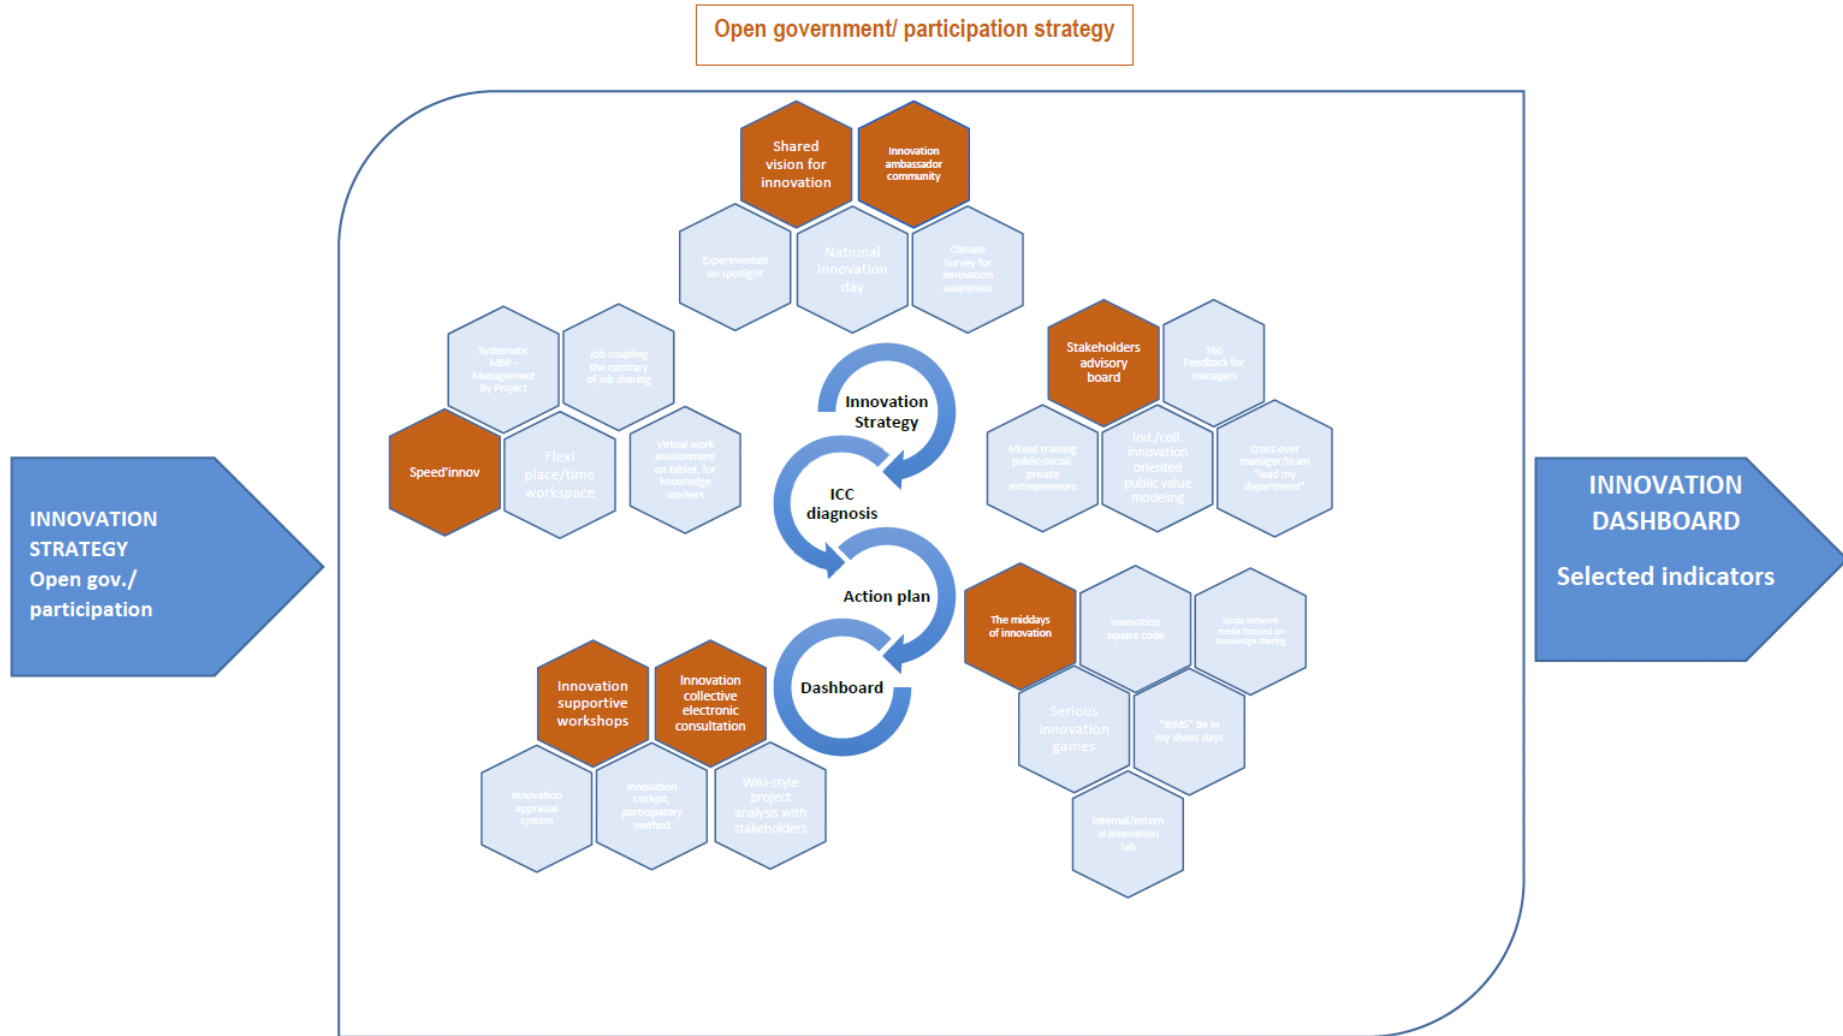 Open government/ participation strategy
Shared
vision for
innovation
Innovation
ambassador
community
Experimentati
on spotlight
National
innovation
day
Climate
Survey for
innovation
awareness
Systematic
MBP -
Management
By Project
Job coupling
the contrary
of job sharing
Speed'innov
Flexi
place/time
workspace
Virtual work
environment
on tablet, for
knowledge
workers
Stakeholders
advisory
board
360
Feedback for
managers
Mixed training
public-social-
private
entrepreneurs
Ind./coll.
innovation
oriented
public value
modeling
Cross-over
manager/team
"lead my
department"
Innovation
Strategy
ICC
diagnosis
Action plan
Dashboard
INNOVATION
STRATEGY
Open gov./
participation
INNOVATION
DASHBOARD
Selected indicators
The middays
of innovation
Innovation
square code
Social network
media focused on
knowledge sharing
Serious
innovation
games
"BIMS" Be in
my shoes days
Internal/extern
al innovation
lab
Innovation
supportive
workshops
Innovation
collective
electronic
consultation
Innovation
appraisal
system
Innovation
cockpit,
participatory
method
Wiki-style
project
analysis with
stakeholders